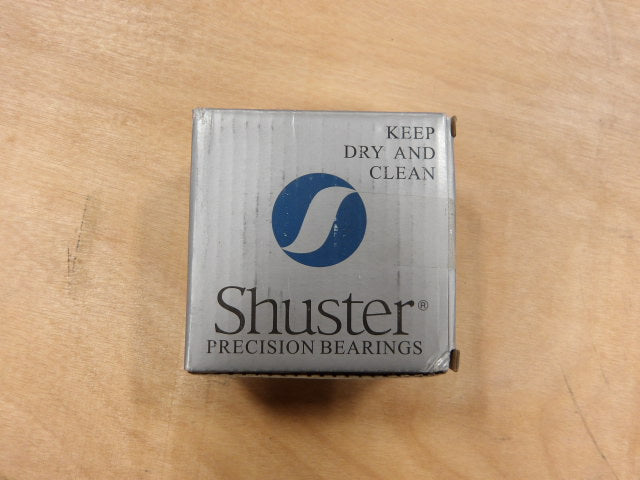 KEEP
DRY AND
CLEAN
Shuster®
PRECISION BEARINGS